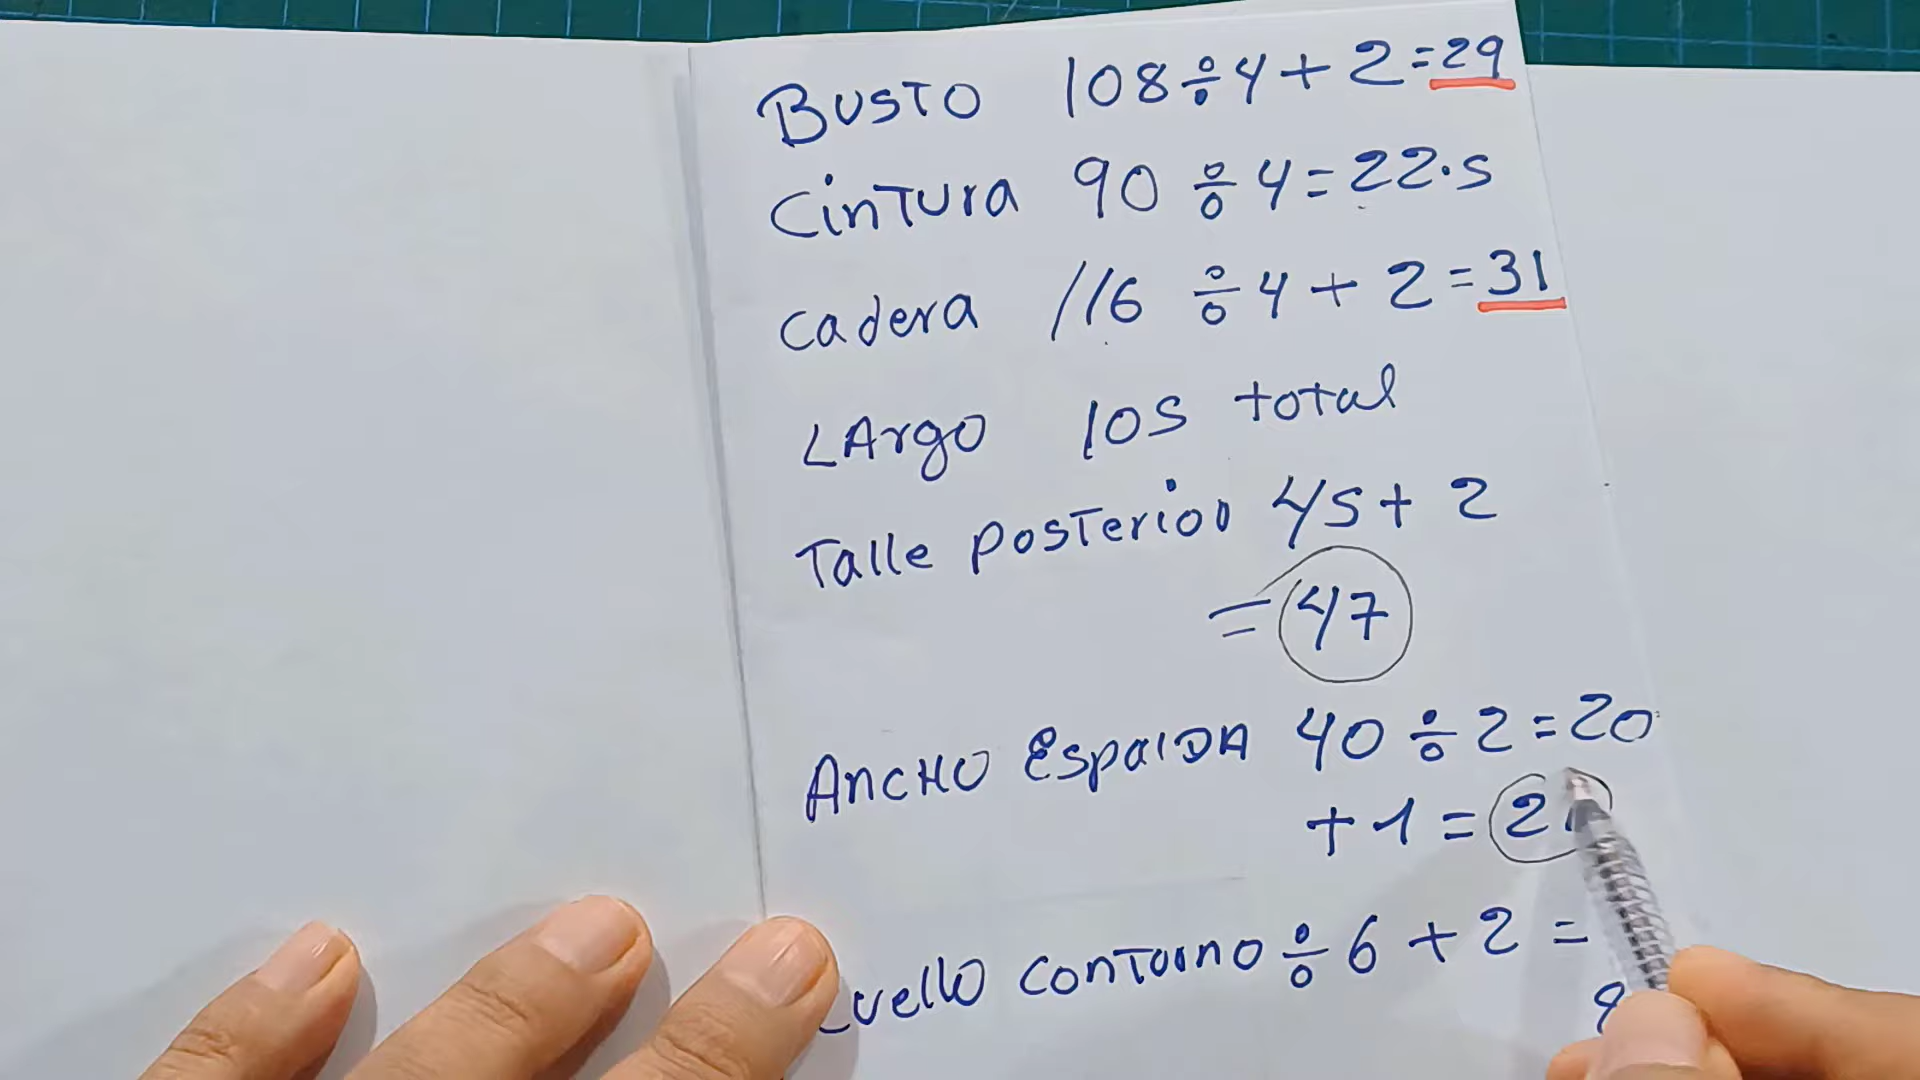 BUSTO 108÷4+2=29
CinTura 90÷4=22.5
cadera 116÷4+2=31
LArgo 105 total
Talle posTerior 45+2
=47
ANCHO EspalDA 40÷2=20
+1=21
cuello conTorno÷6+2=